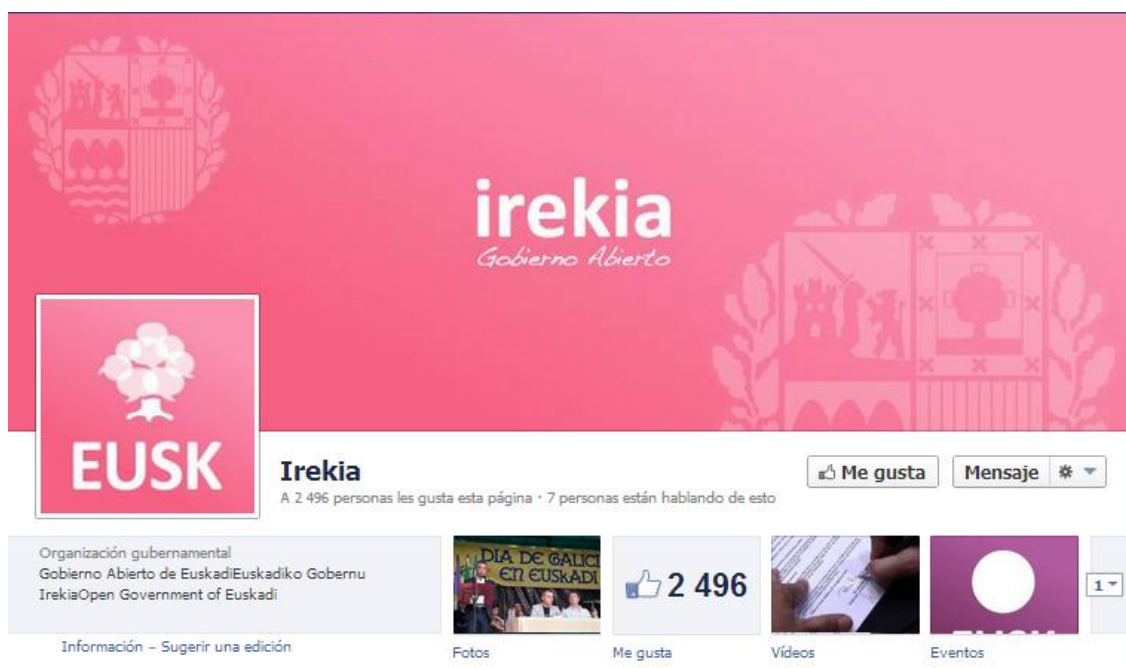 irekia
Gobierno Abierto
EUSK
Irekia
A 2 496 personas les gusta esta página · 7 personas están hablando de esto
Me gusta
Mensaje
Organización gubernamental
Gobierno Abierto de EuskadiEuskadiko Gobernu
IrekiaOpen Government of Euskadi
Información – Sugerir una edición
DIA DE GALICI
EN EUSKADI
Fotos
2 496
Me gusta
Vídeos
EUSK
Eventos
1